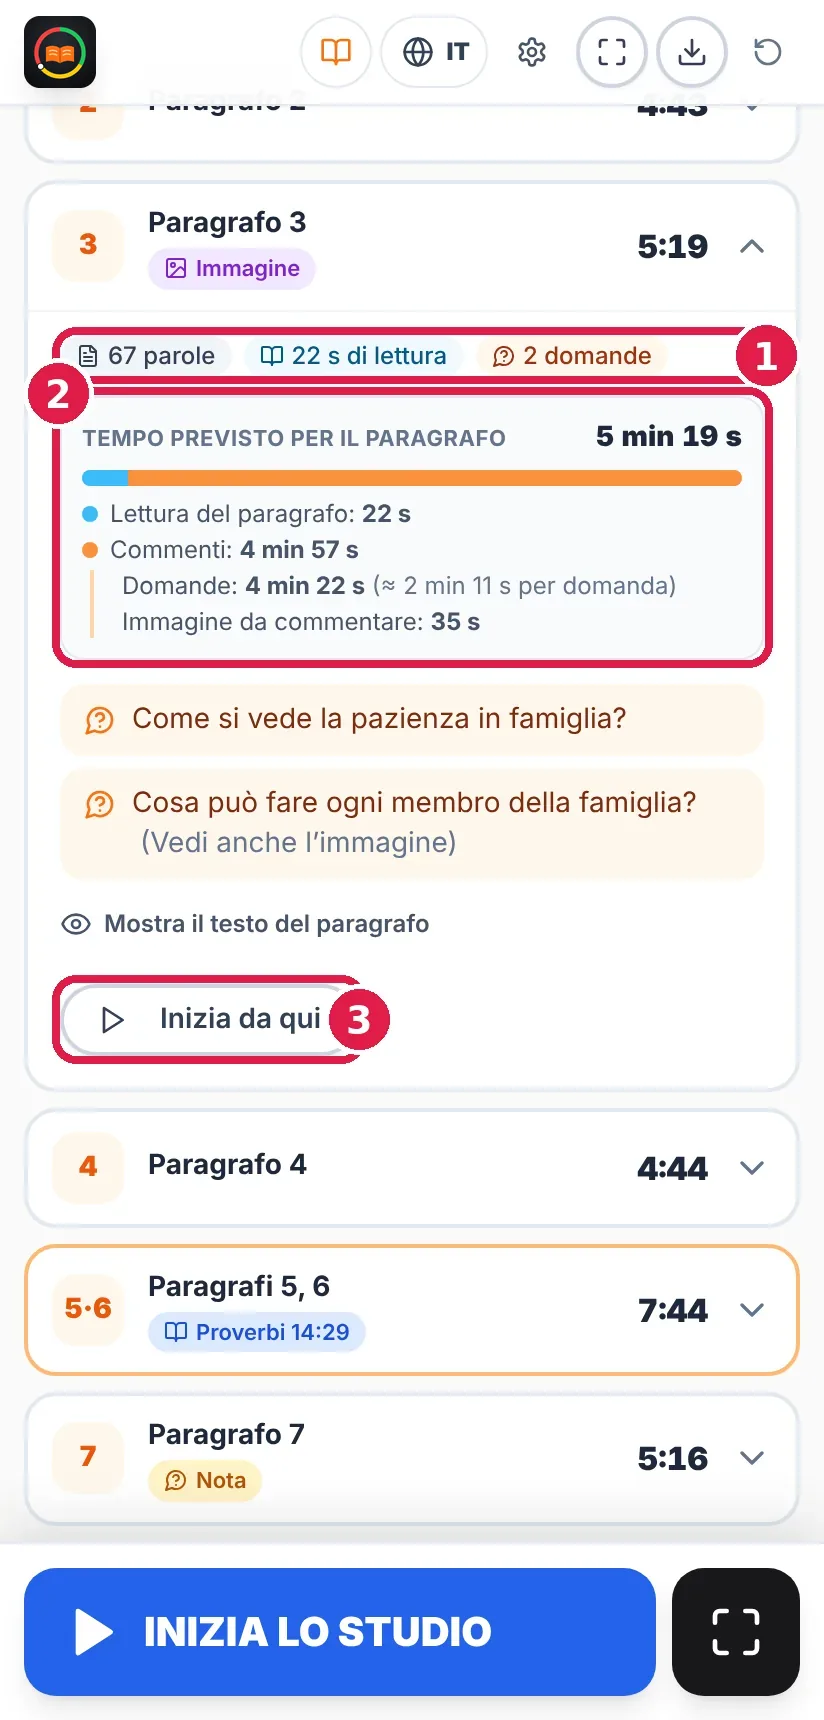 IT
2
Paragrafo 2
4:43
3
Paragrafo 3
5:19
Immagine
67 parole
22 s di lettura
2 domande
1
2
TEMPO PREVISTO PER IL PARAGRAFO
5 min 19 s
Lettura del paragrafo: 22 s
Commenti: 4 min 57 s
Domande: 4 min 22 s (≈ 2 min 11 s per domanda)
Immagine da commentare: 35 s
Come si vede la pazienza in famiglia?
Cosa può fare ogni membro della famiglia?
(Vedi anche l’immagine)
Mostra il testo del paragrafo
Inizia da qui
3
4
Paragrafo 4
4:44
5·6
Paragrafi 5, 6
7:44
Proverbi 14:29
7
Paragrafo 7
5:16
Nota
INIZIA LO STUDIO